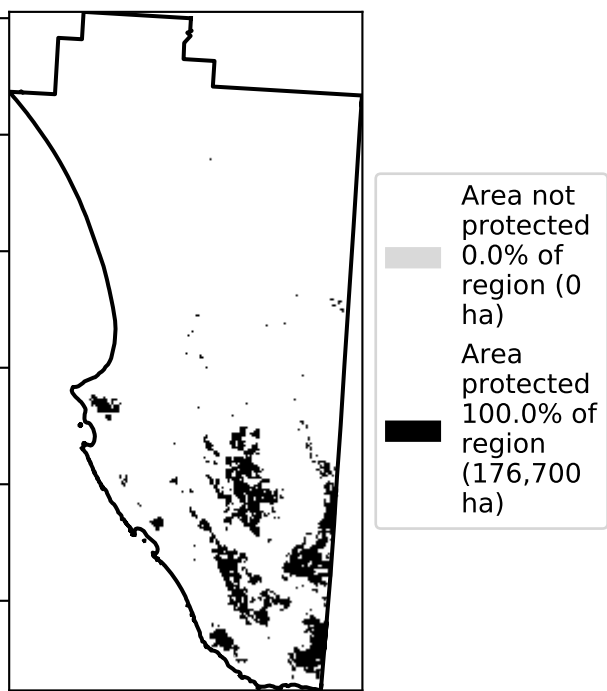 Area not
protected
0.0% of
region (0
ha)
Area
protected
100.0% of
region
(176,700
ha)